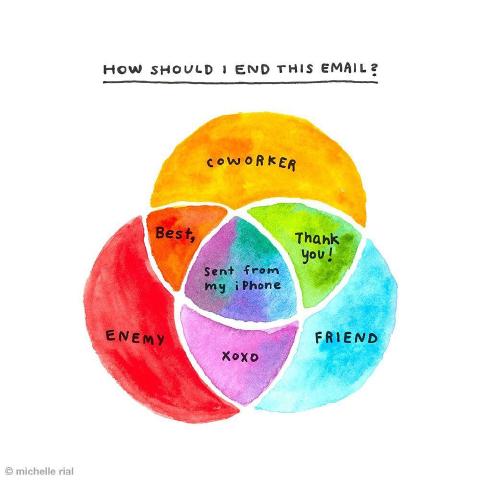 HOW SHOULD I END THIS EMAIL?
COWORKER
Best,
Thank
you!
Sent from
my iPhone
ENEMY
XOXO
FRIEND
© michelle rial